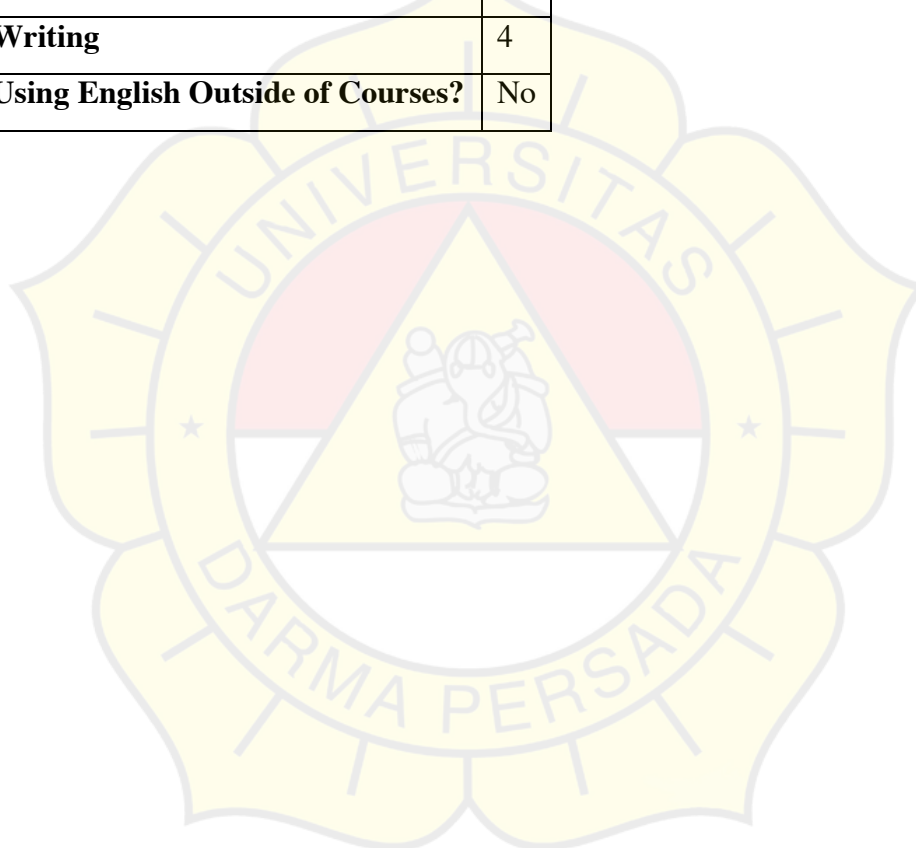 Writing 4
Using English Outside of Courses? No
UNIVERSITAS
DARMA PERSADA